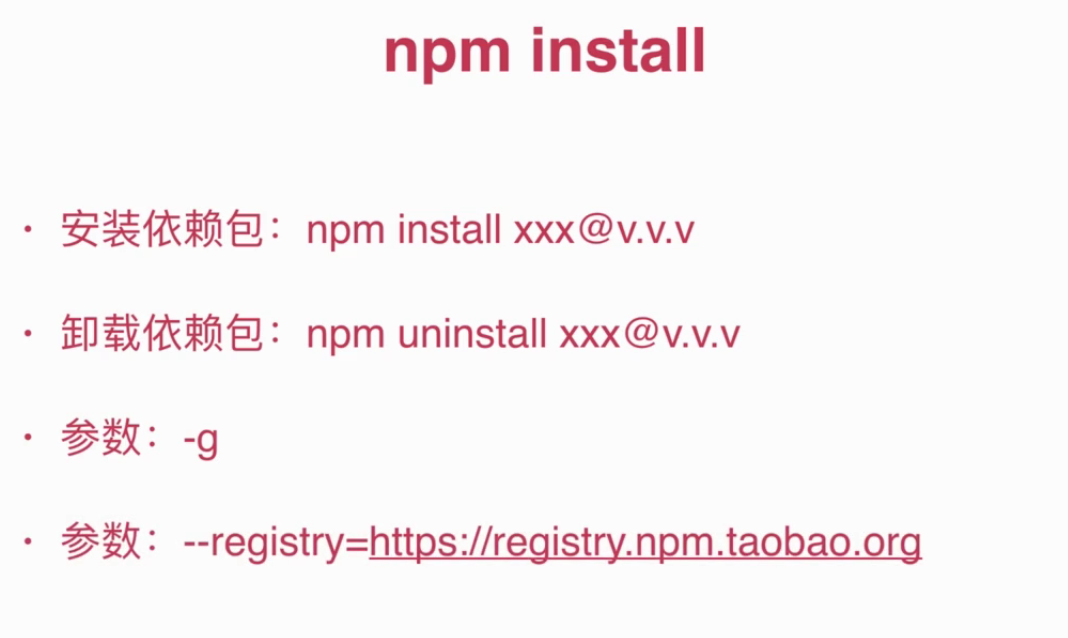 npm install
· 安装依赖包：npm install xxx@v.v.v
· 卸载依赖包：npm uninstall xxx@v.v.v
· 参数：-g
· 参数：--registry=https://registry.npm.taobao.org